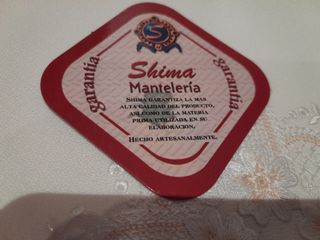 S
Shima
Mantelería
garantía
garantía
SHIMA GARANTIZA LA MAS
ALTA CALIDAD DEL PRODUCTO,
ASI COMO DE LA MATERIA
PRIMA UTILIZADA EN SU
ELABORACION.
HECHO ARTESANALMENTE.